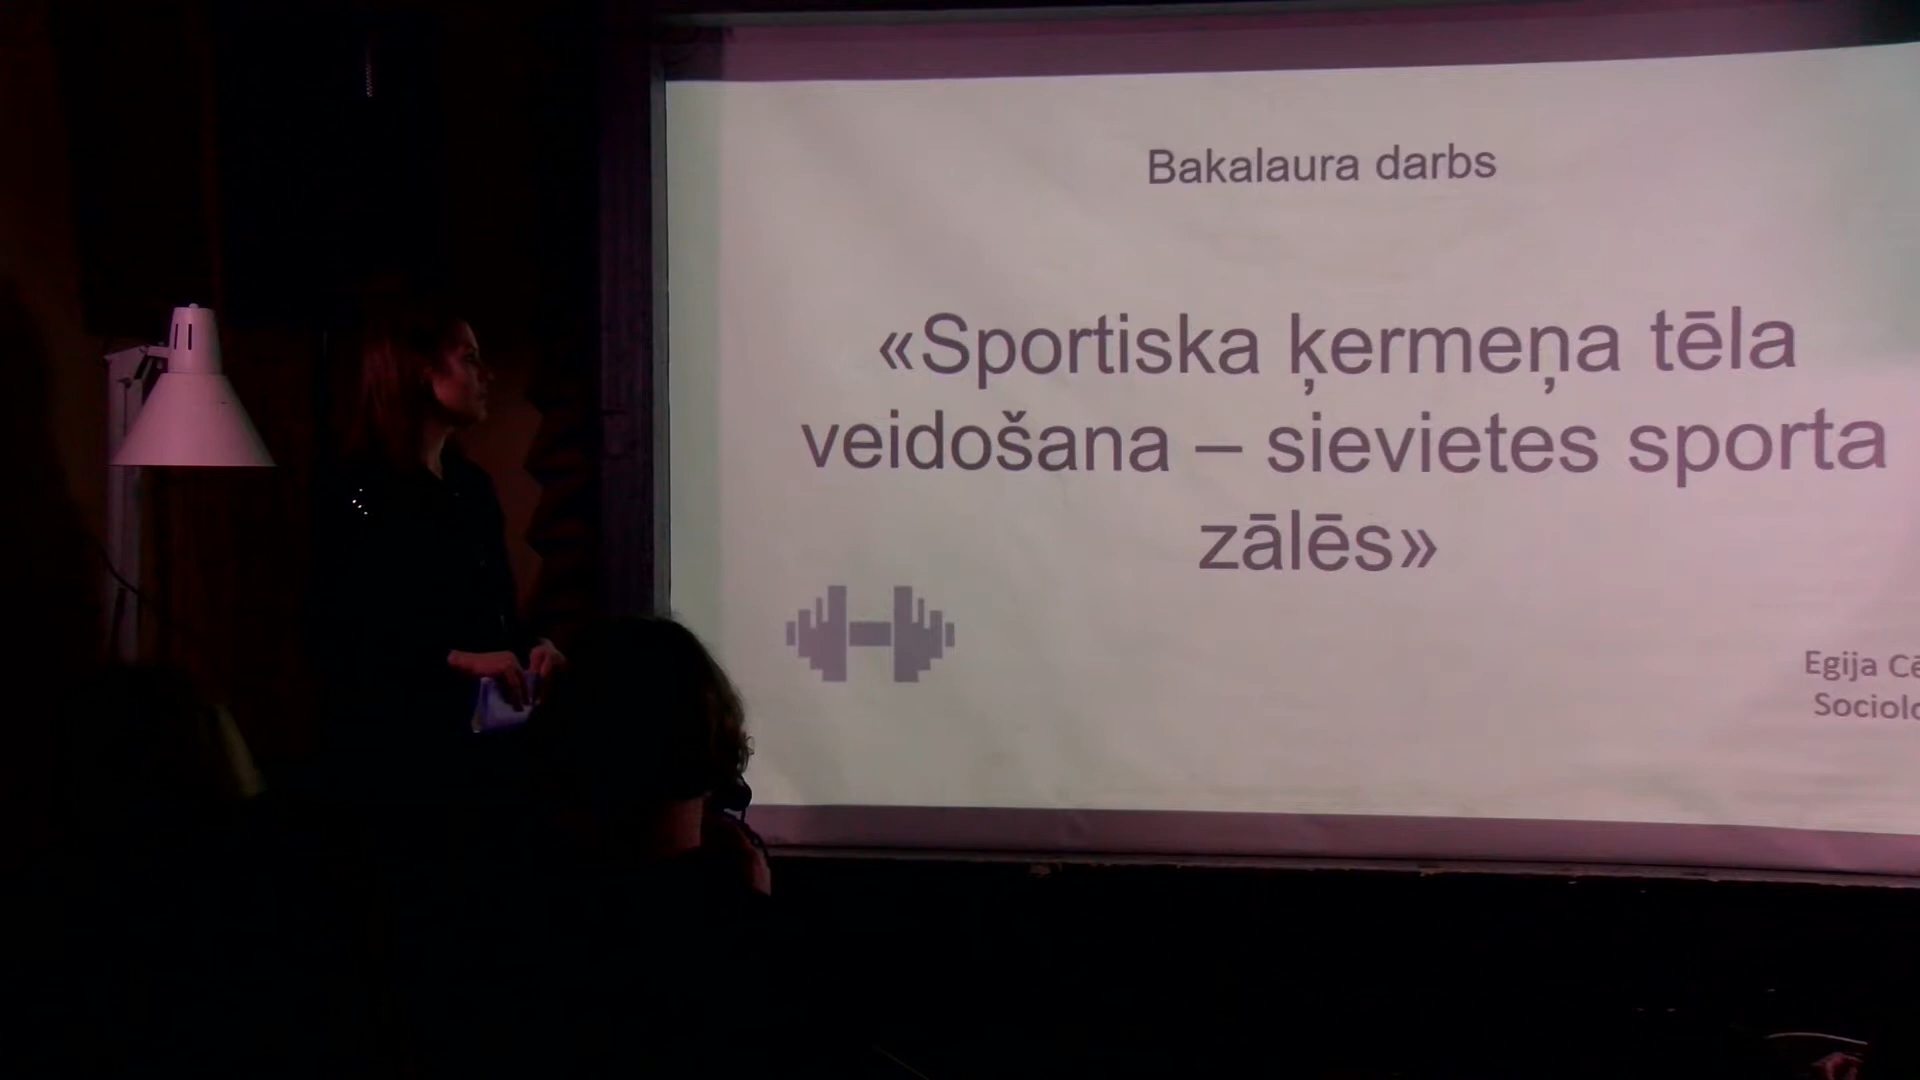 Bakalaura darbs
«Sportiska ķermeņa tēla
veidošana – sievietes sporta
zālēs»
Egija